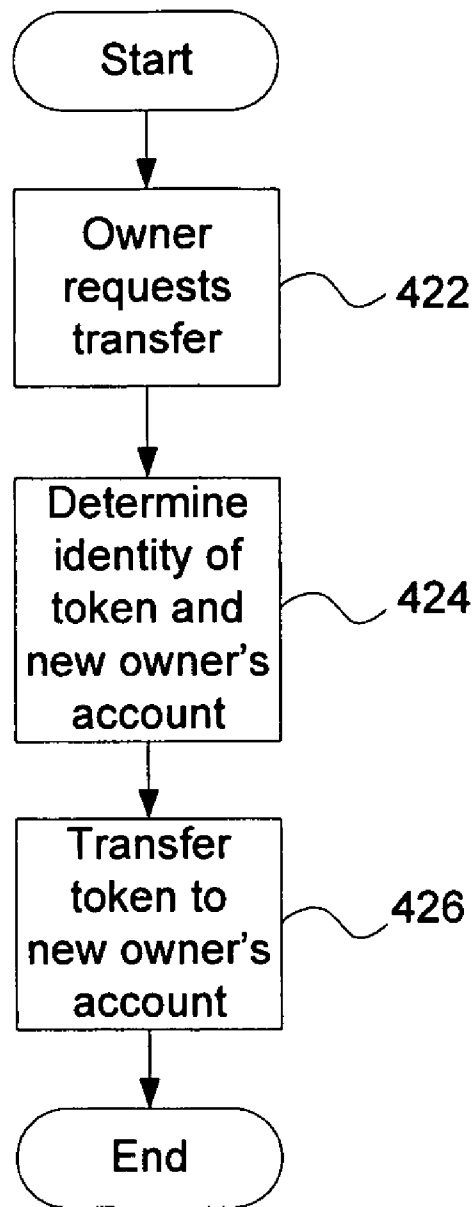 Start
Owner
requests
transfer
422
Determine
identity of
token and
new owner's
account
424
Transfer
token to
new owner's
account
426
End